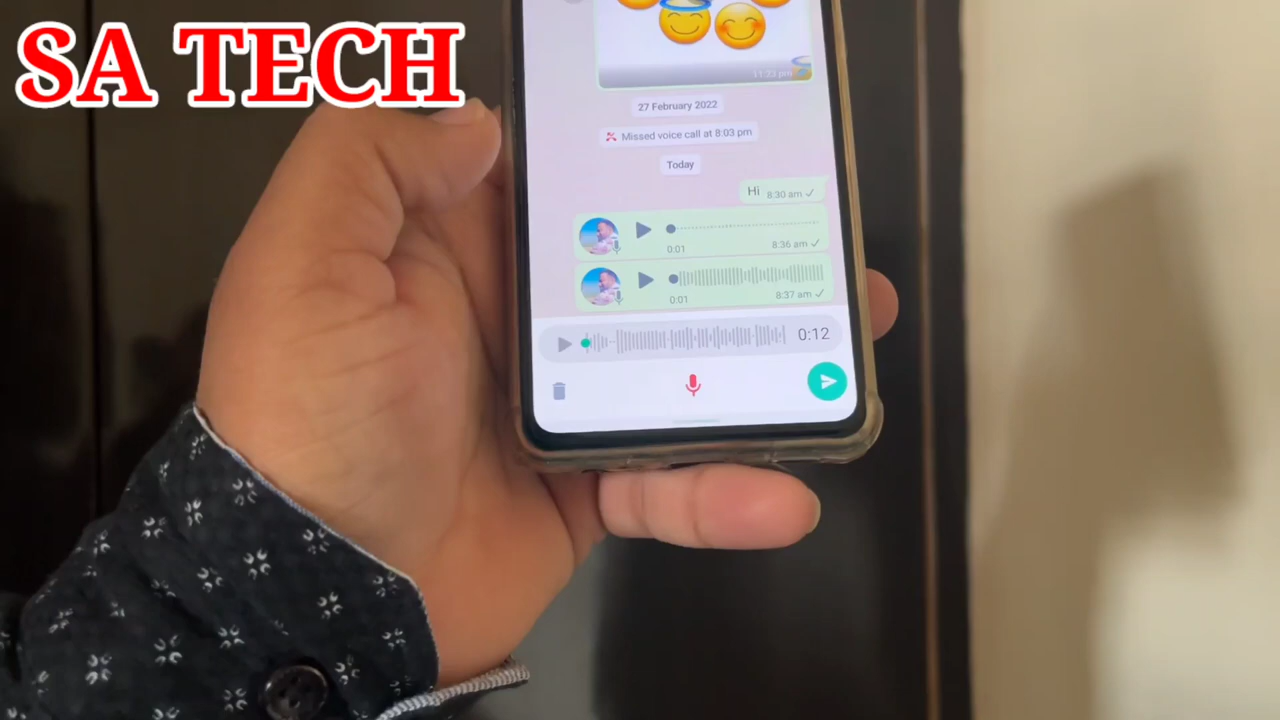 SA TECH
11:23 pm
27 February 2022
Missed voice call at 8:03 pm
Today
Hi 8:30 am
0:01 8:36 am
0:01 8:37 am
0:12